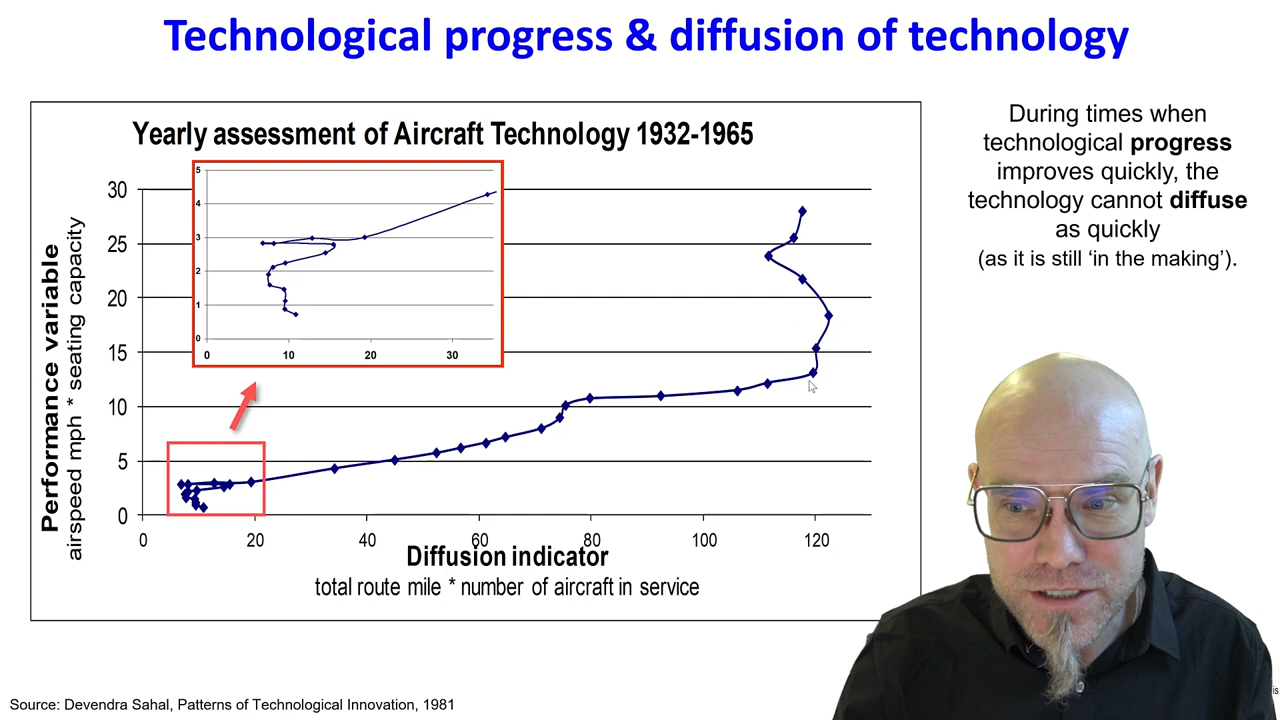 Technological progress & diffusion of technology
Yearly assessment of Aircraft Technology 1932-1965
During times when
technological progress
improves quickly, the
technology cannot diffuse
as quickly
(as it is still ‘in the making’).
Performance variable
airspeed mph * seating capacity
30
25
20
15
10
5
0
5
4
3
2
1
0
0
10
20
30
0
20
40
60
80
100
120
Diffusion indicator
total route mile * number of aircraft in service
Source: Devendra Sahal, Patterns of Technological Innovation, 1981